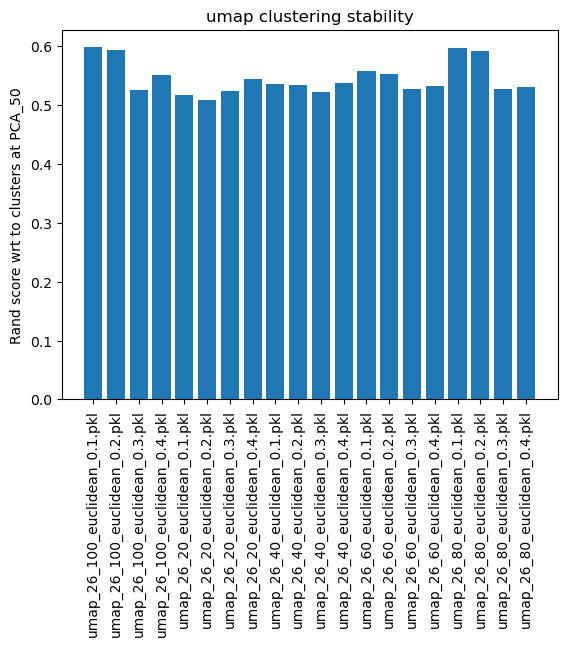 umap clustering stability
Rand score wrt to clusters at PCA_50
0.6
0.5
0.4
0.3
0.2
0.1
0.0
umap_26_100_euclidean_0.1.pkl
umap_26_100_euclidean_0.2.pkl
umap_26_100_euclidean_0.3.pkl
umap_26_100_euclidean_0.4.pkl
umap_26_20_euclidean_0.1.pkl
umap_26_20_euclidean_0.2.pkl
umap_26_20_euclidean_0.3.pkl
umap_26_20_euclidean_0.4.pkl
umap_26_40_euclidean_0.1.pkl
umap_26_40_euclidean_0.2.pkl
umap_26_40_euclidean_0.3.pkl
umap_26_40_euclidean_0.4.pkl
umap_26_60_euclidean_0.1.pkl
umap_26_60_euclidean_0.2.pkl
umap_26_60_euclidean_0.3.pkl
umap_26_60_euclidean_0.4.pkl
umap_26_80_euclidean_0.1.pkl
umap_26_80_euclidean_0.2.pkl
umap_26_80_euclidean_0.3.pkl
umap_26_80_euclidean_0.4.pkl